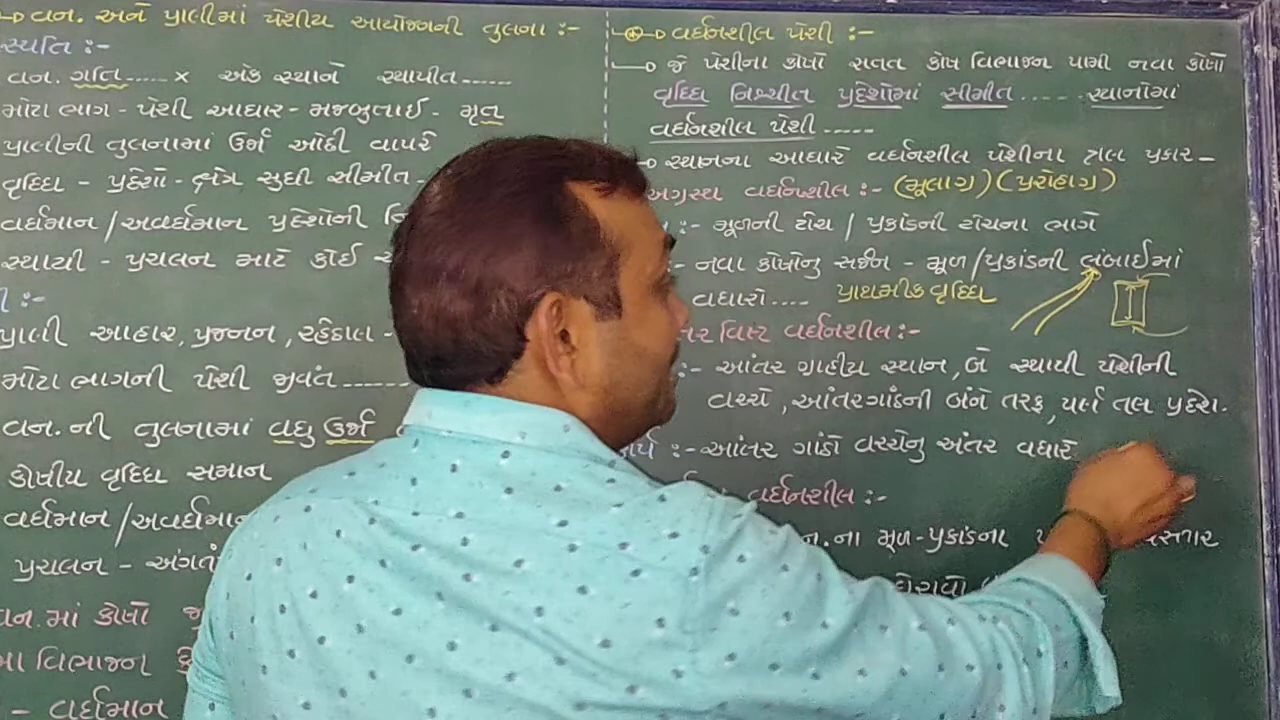 વન. અને પ્રાણીમાં પેશીય આયોજનની તુલના :-
સ્થતિ :-
વન. ગતિ..... × એક સ્થાને સ્થાપીત......
મોટા ભાગ - પેશી આધાર - મજબુતાઈ - મૃત
પ્રાણીની તુલનામાં ઉર્જા ઓછી વાપરે
વૃધ્ધિ - પ્રદેશો - ક્ષેત્ર સુધી સીમીત -
વર્ધમાન / અવર્ધમાન પ્રદેશોની
સ્થાયી - પ્રચલન માટે કોઈ
પ્રાણી આહાર, પ્રજનન, રહેઠાણ -
મોટા ભાગની પેશી જીવંત ......
વન. ની તુલનામાં વધુ ઉર્જા
કોષીય વૃધ્ધિ સમાન
વર્ધમાન / અવર્ધમાન
પ્રચલન - અંગતં
વન. માં કોષો
વિભાજન
- વર્ધમાન
વર્ધનશીલ પેશી :-
જે પેશીના કોષો સતત કોષ વિભાજન પામી નવા કોષો
વૃધ્ધિ નિશ્ચીત પ્રદેશોમાં સીમીત .... સ્થાનોમાં
વર્ધનશીલ પેશી .....
સ્થાનના આધારે વર્ધનશીલ પેશીના ત્રણ પ્રકાર -
અગ્રસ્થ વર્ધનશીલ :- (મૂલાગ્ર) (પ્રરોહાગ્ર)
:- મૂળની ટોચ / પ્રકાંડની ટોચના ભાગે
- નવા કોષોનુ સર્જન - મૂળ/પ્રકાંડની લંબાઈમાં
વધારો .... પ્રાથમીક વૃધ્ધિ
વિષ્ટ વર્ધનશીલ :-
:- આંતર ગ્રાહીય સ્થાન, બે સ્થાયી પેશીની
વચ્ચે, આંતરગાંઠની બંને તરફ, પર્ણ તલ પ્રદેશ.
ર્ય :- આંતર ગાંઠો વચ્ચેનુ અંતર વધારે
વર્ધનશીલ :-
ન. ના મૂળ - પ્રકાંડના